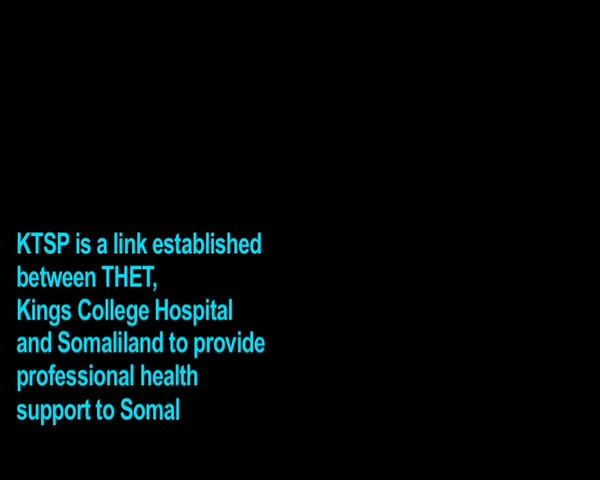 KTSP is a link established
between THET,
Kings College Hospital
and Somaliland to provide
professional health
support to Somal